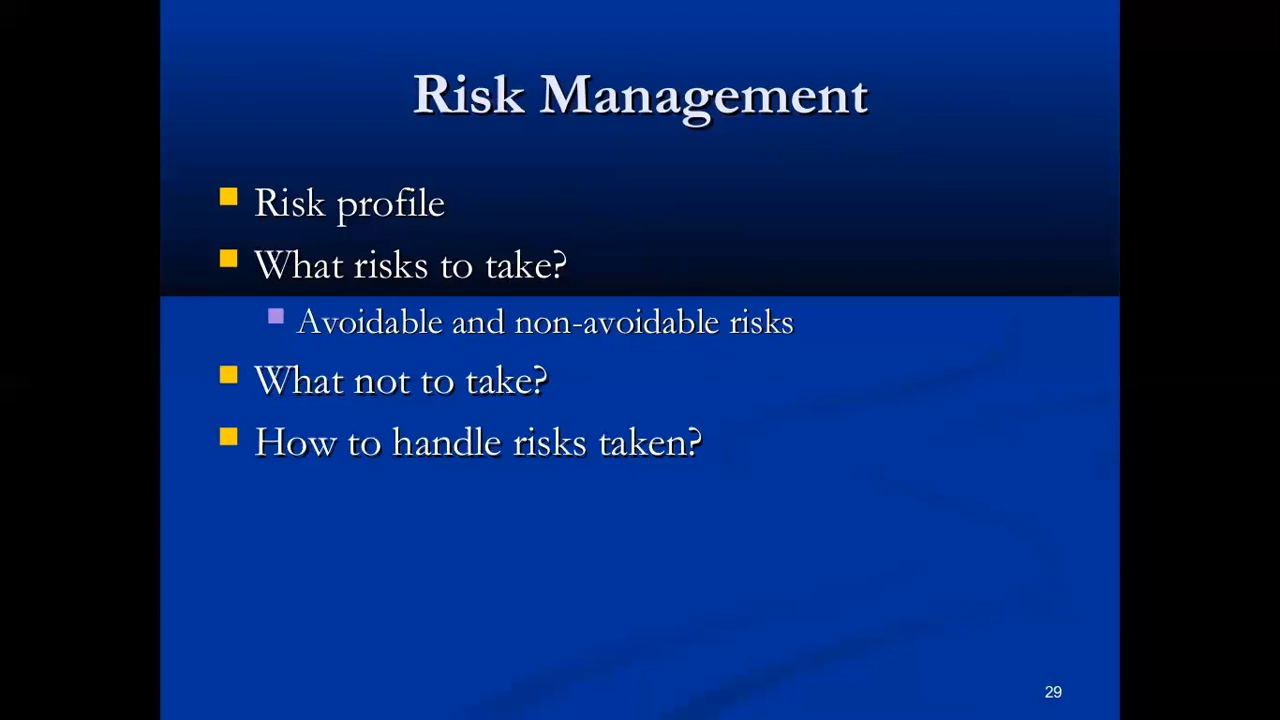 Risk Management
Risk profile
What risks to take?
Avoidable and non-avoidable risks
What not to take?
How to handle risks taken?
29